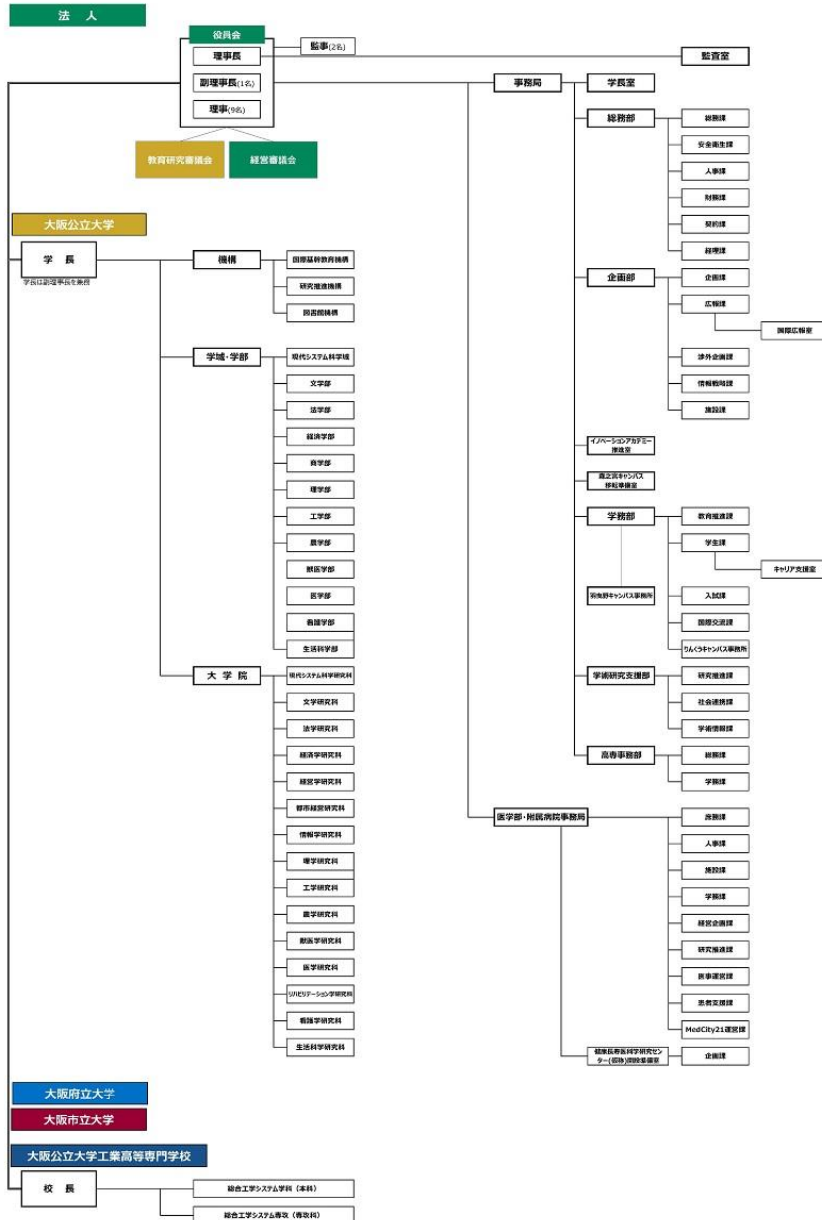 法 人
役員会
理事長
副理事長(1名)
理事(9名)
監事(2名)
監査室
教育研究審議会
経営審議会
事務局
学長室
総務部
総務課
安全衛生課
人事課
財務課
契約課
経理課
企画部
企画課
広報課
国際広報室
渉外企画課
情報戦略課
施設課
イノベーションアカデミー
推進室
森之宮キャンパス
移転準備室
学務部
教育推進課
学生課
キャリア支援室
羽曳野キャンパス事務所
入試課
国際交流課
りんくうキャンパス事務所
学術研究支援部
研究推進課
社会連携課
学術情報課
高専事務部
総務課
学務課
医学部・附属病院事務局
庶務課
人事課
施設課
学務課
経営企画課
研究推進課
医事運営課
患者支援課
MedCity21運営課
健康長寿医科学研究セン
ター(仮称)開設準備室
企画課
大阪公立大学
学 長
学長は副理事長を兼務
機構
国際基幹教育機構
研究推進機構
図書館機構
学域・学部
現代システム科学域
文学部
法学部
経済学部
商学部
理学部
工学部
農学部
獣医学部
医学部
看護学部
生活科学部
大 学 院
現代システム科学研究科
文学研究科
法学研究科
経済学研究科
経営学研究科
都市経営研究科
情報学研究科
理学研究科
工学研究科
農学研究科
獣医学研究科
医学研究科
リハビリテーション学研究科
看護学研究科
生活科学研究科
大阪府立大学
大阪市立大学
大阪公立大学工業高等専門学校
校 長
総合工学システム学科（本科）
総合工学システム専攻（専攻科）